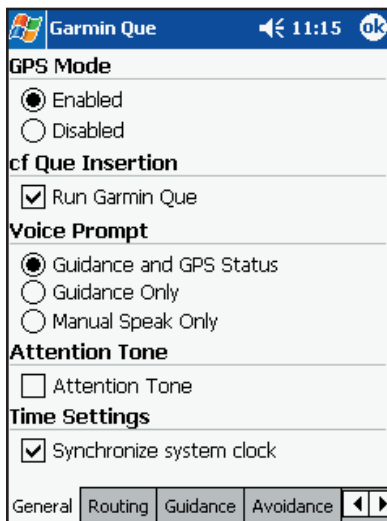 Garmin Que 11:15 ok
GPS Mode
Enabled
Disabled
cf Que Insertion
Run Garmin Que
Voice Prompt
Guidance and GPS Status
Guidance Only
Manual Speak Only
Attention Tone
Attention Tone
Time Settings
Synchronize system clock
General Routing Guidance Avoidance